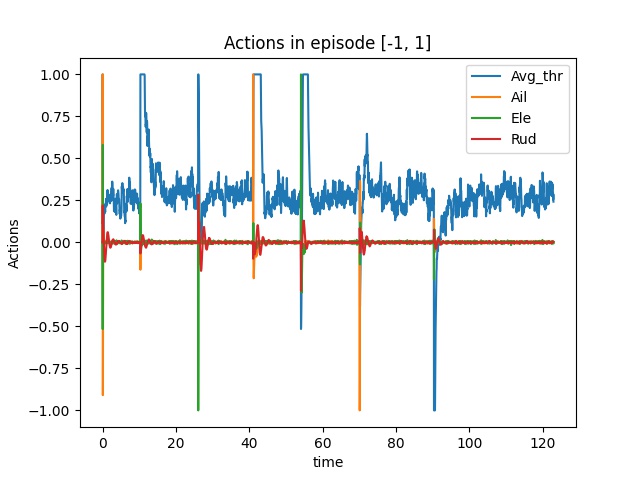 Actions in episode [-1, 1]
Avg_thr
Ail
Ele
Rud
1.00
0.75
0.50
0.25
0.00
−0.25
−0.50
−0.75
−1.00
Actions
0 20 40 60 80 100 120
time